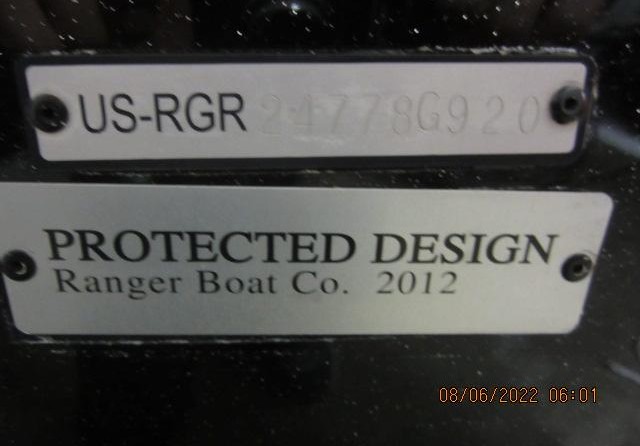 US-RGR 24778G920
PROTECTED DESIGN
Ranger Boat Co. 2012
08/06/2022 06:01